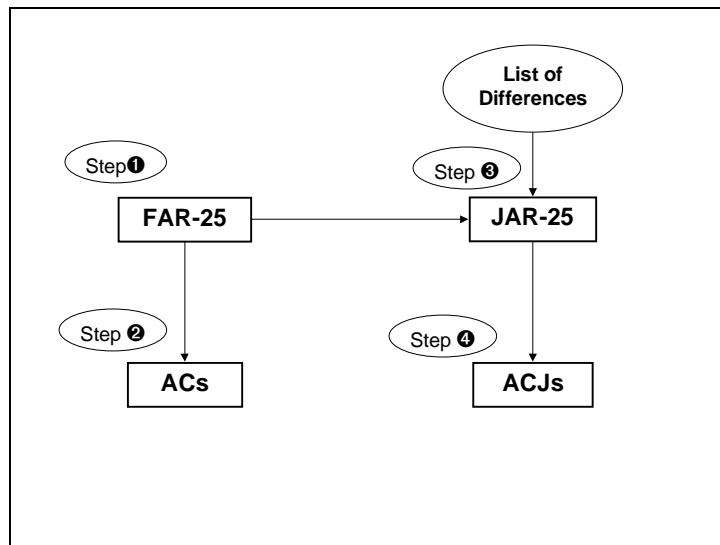 List of
Differences
Step❶
Step ❸
FAR-25
JAR-25
Step ❷
Step ❹
ACs
ACJs